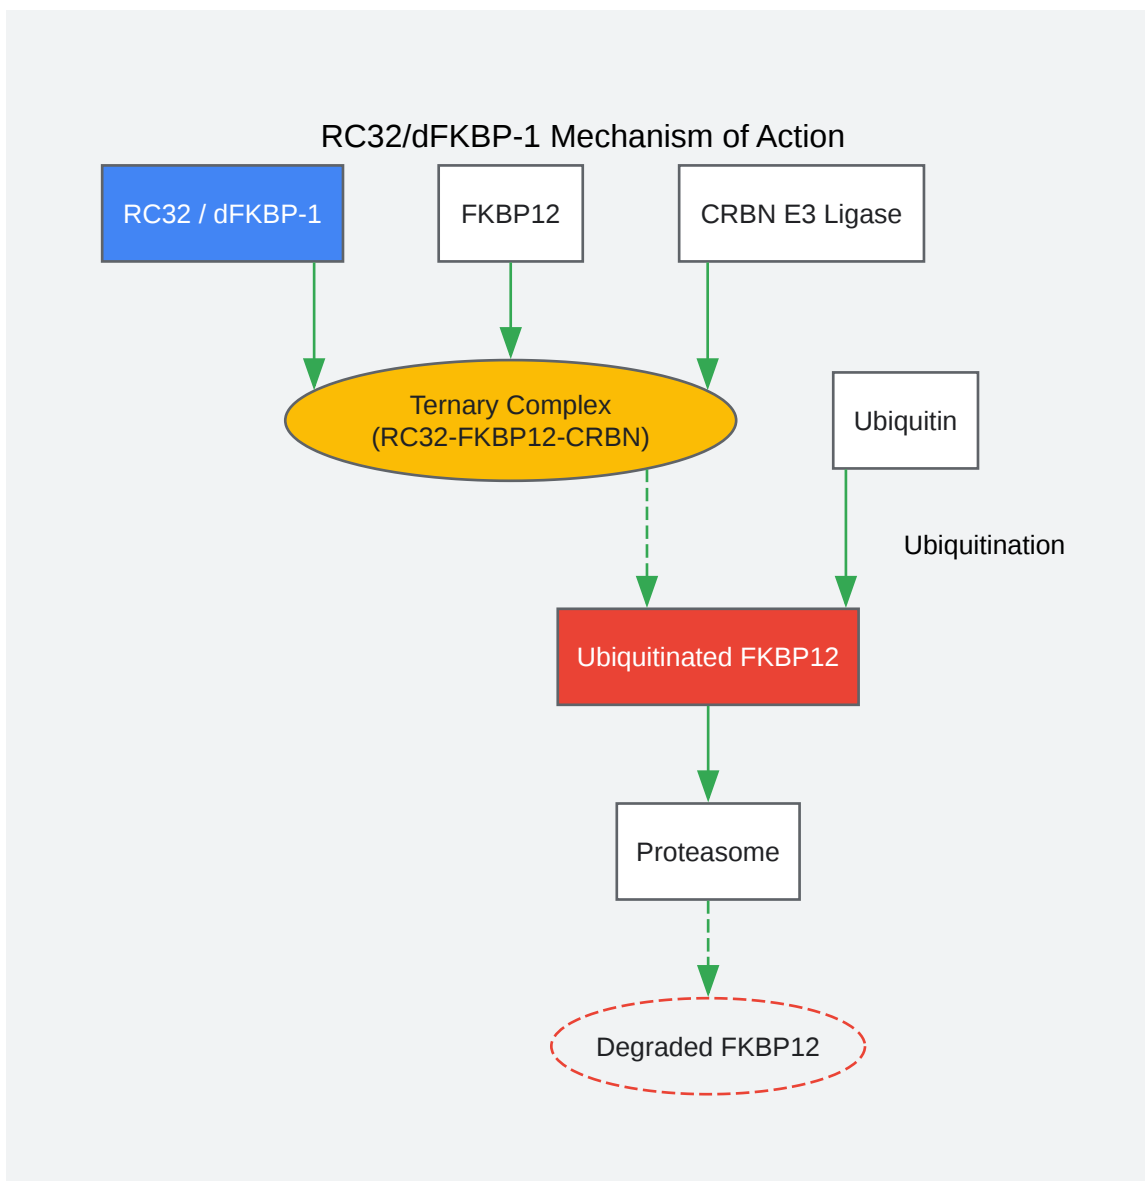 RC32/dFKBP-1 Mechanism of Action
RC32 / dFKBP-1
FKBP12
CRBN E3 Ligase
Ternary Complex
(RC32-FKBP12-CRBN)
Ubiquitin
Ubiquitination
Ubiquitinated FKBP12
Proteasome
Degraded FKBP12